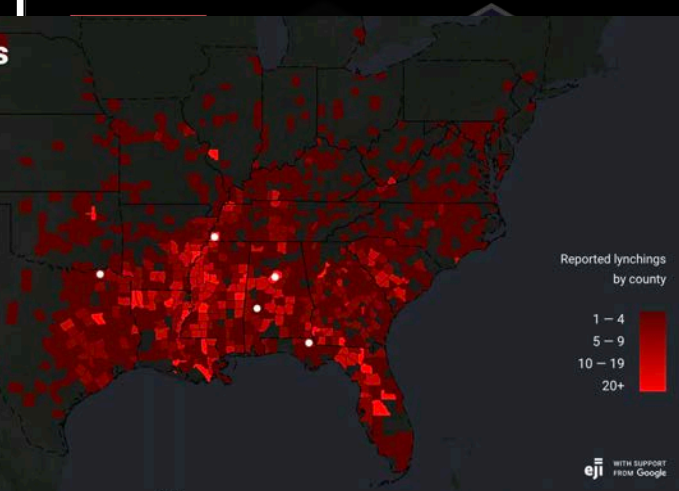 s
Reported lynchings
by county
1 – 4
5 – 9
10 – 19
20+
eji WITH SUPPORT
FROM Google